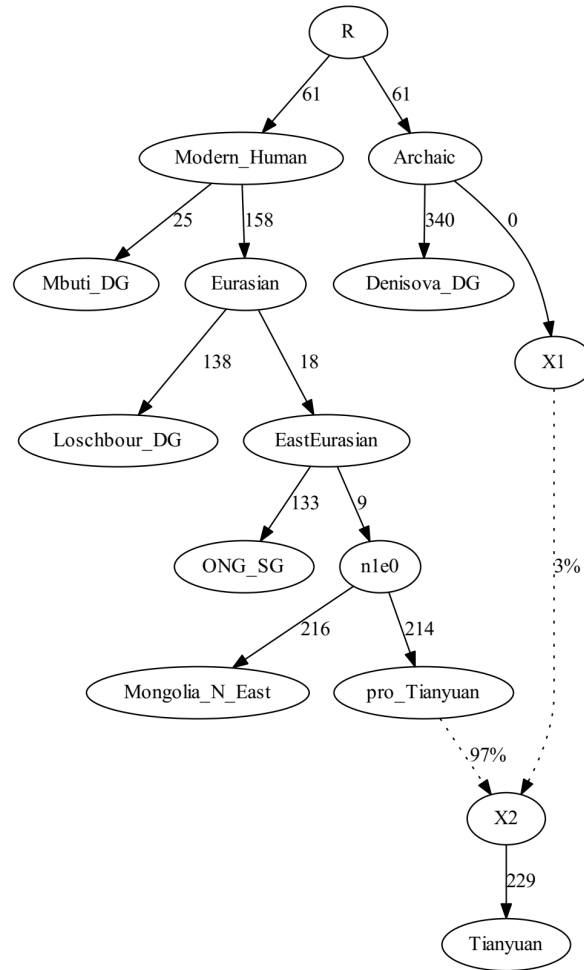 R
61
61
Modern_Human
Archaic
25
158
340
0
Mbuti_DG
Eurasian
Denisova_DG
138
18
X1
Loschbour_DG
EastEurasian
133
9
3%
ONG_SG
n1e0
216
214
Mongolia_N_East
pro_Tianyuan
97%
X2
229
Tianyuan